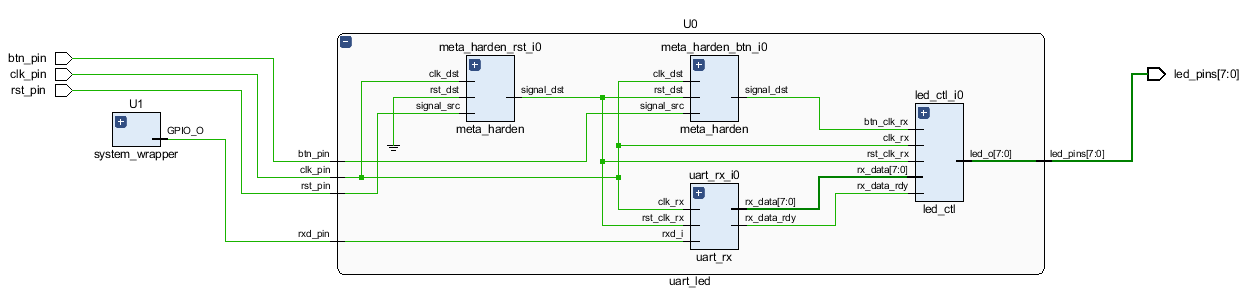 U0
btn_pin
clk_pin
rst_pin
U1
GPIO_O
system_wrapper
meta_harden_rst_i0
clk_dst
rst_dst
signal_src
signal_dst
meta_harden
meta_harden_btn_i0
clk_dst
rst_dst
signal_src
signal_dst
meta_harden
led_ctl_i0
btn_clk_rx
clk_rx
rst_clk_rx
rx_data[7:0]
rx_data_rdy
led_o[7:0]
led_ctl
led_pins[7:0]
led_pins[7:0]
btn_pin
clk_pin
rst_pin
rxd_pin
uart_rx_i0
clk_rx
rst_clk_rx
rxd_i
rx_data[7:0]
rx_data_rdy
uart_rx
uart_led